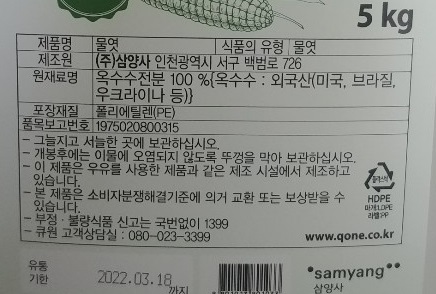 5 kg
제품명 물엿 식품의 유형 물엿
제조원 (주)삼양사 인천광역시 서구 백범로 726
원재료명 옥수수전분 100 %{옥수수 : 외국산(미국, 브라질,
우크라이나 등)}
포장재질 폴리에틸렌(PE)
품목보고번호 1975020800315
- 그늘지고 서늘한 곳에 보관하십시오.
- 개봉후에는 이물에 오염되지 않도록 뚜껑을 막아 보관하십시오.
- 이 제품은 우유를 사용한 제품과 같은 제조 시설에서 제조하고
있습니다.
- 본 제품은 소비자분쟁해결기준에 의거 교환 또는 보상받을 수
있습니다.
- 부정 · 불량식품 신고는 국번없이 1399
- 큐원 고객상담실 : 080-023-3399
플라스틱
HDPE
마개:LDPE
라벨:PP
www.qone.co.kr
유통
기한
2022.03.18
까지
samyang
삼양사